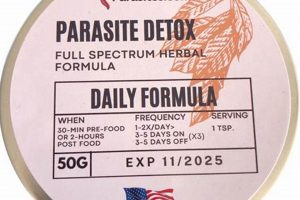 PARASITE DETOX
FULL SPECTRUM HERBAL
FORMULA
DAILY FORMULA
WHEN FREQUENCY SERVING
30-MIN PRE-FOOD 1-2X/DAY> 1 TSP.
OR 2-HOURS 3-5 DAYS ON (X3)
POST FOOD 3-5 DAYS OFF
50G EXP 11/2025